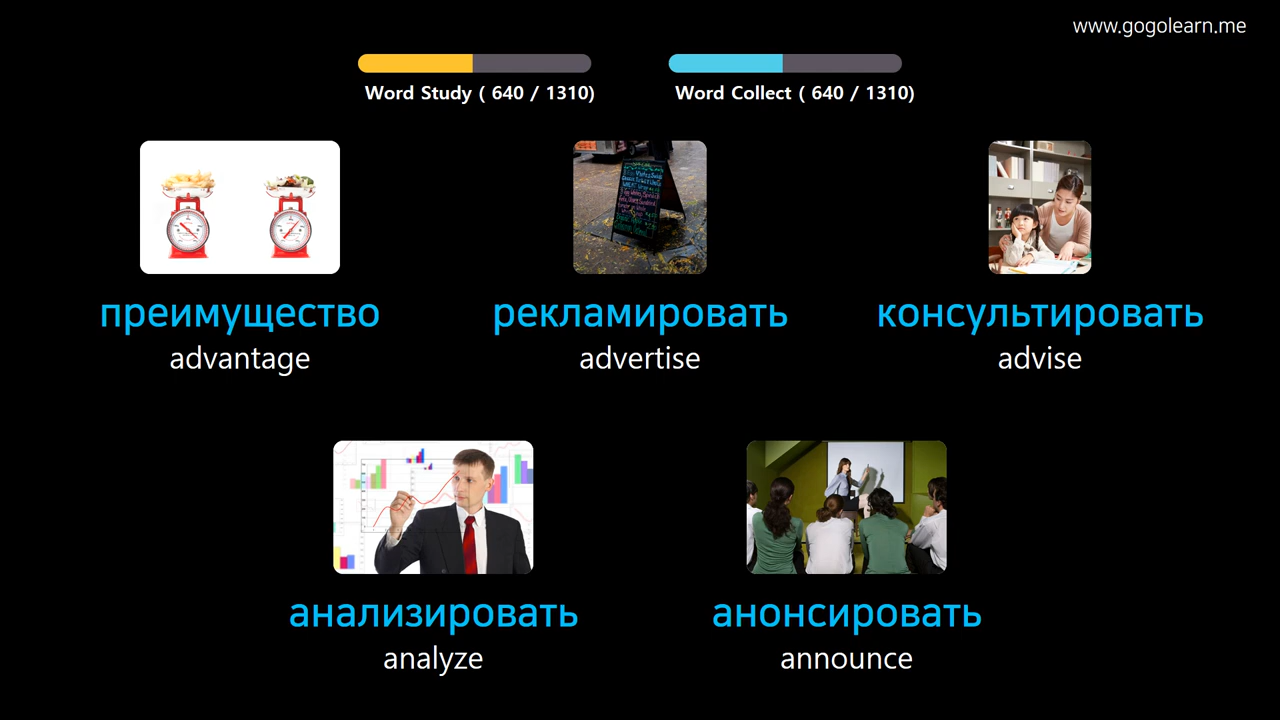 www.gogolearn.me
Word Study ( 640 / 1310)
Word Collect ( 640 / 1310)
преимущество
advantage
рекламировать
advertise
консультировать
advise
анализировать
analyze
анонсировать
announce